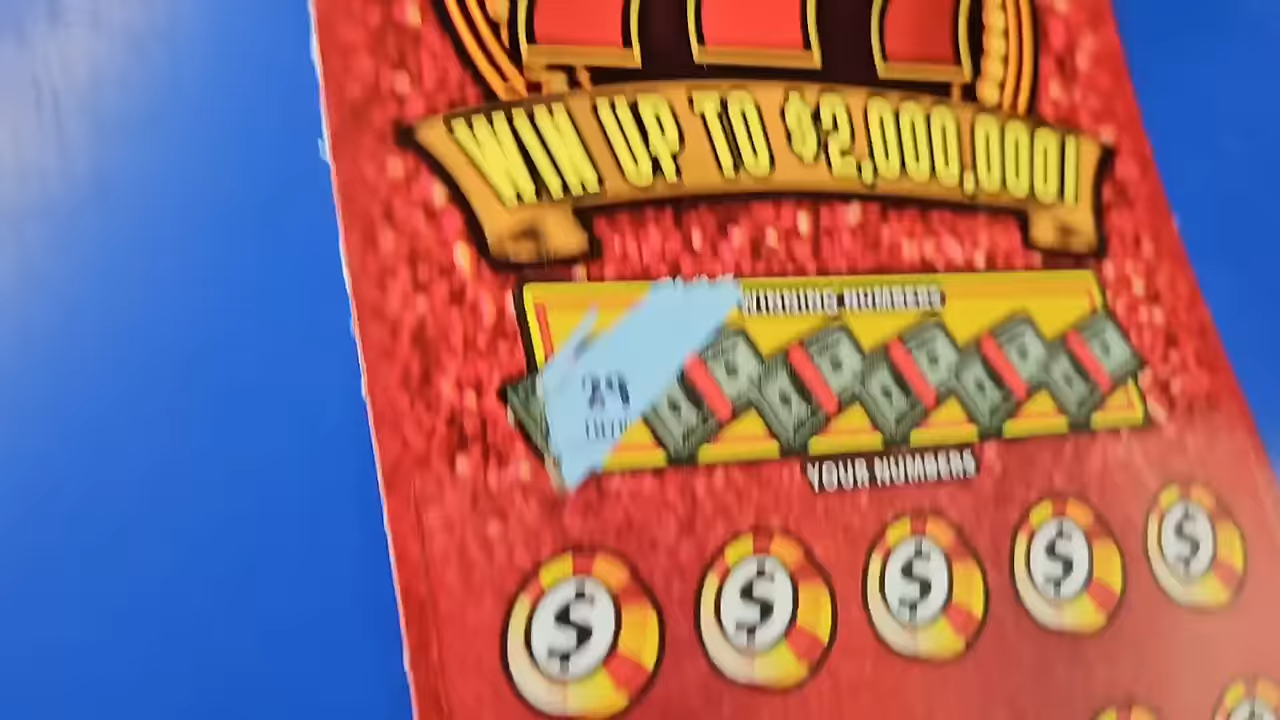 WIN UP TO $2,000,000!
WINNING NUMBERS
YOUR NUMBERS
$ $ $ $ $